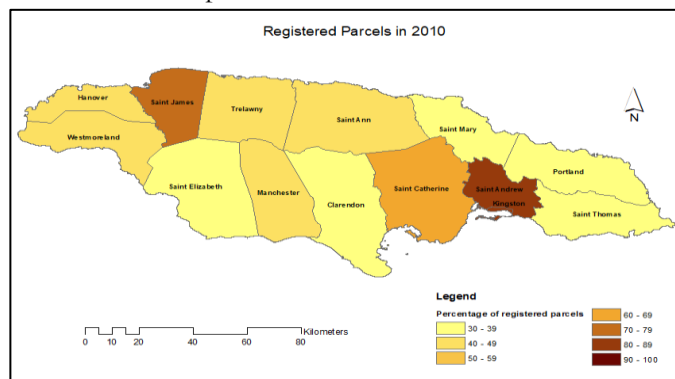 Registered Parcels in 2010
Hanover
Saint James
Trelawny
Saint Ann
Westmoreland
Saint Mary
Portland
Saint Elizabeth
Manchester
Clarendon
Saint Catherine
Saint Andrew
Kingston
Saint Thomas
N
Legend
Percentage of registered parcels
30 - 39
40 - 49
50 - 59
60 - 69
70 - 79
80 - 89
90 - 100
Kilometers
0 5 10 20 40 60 80